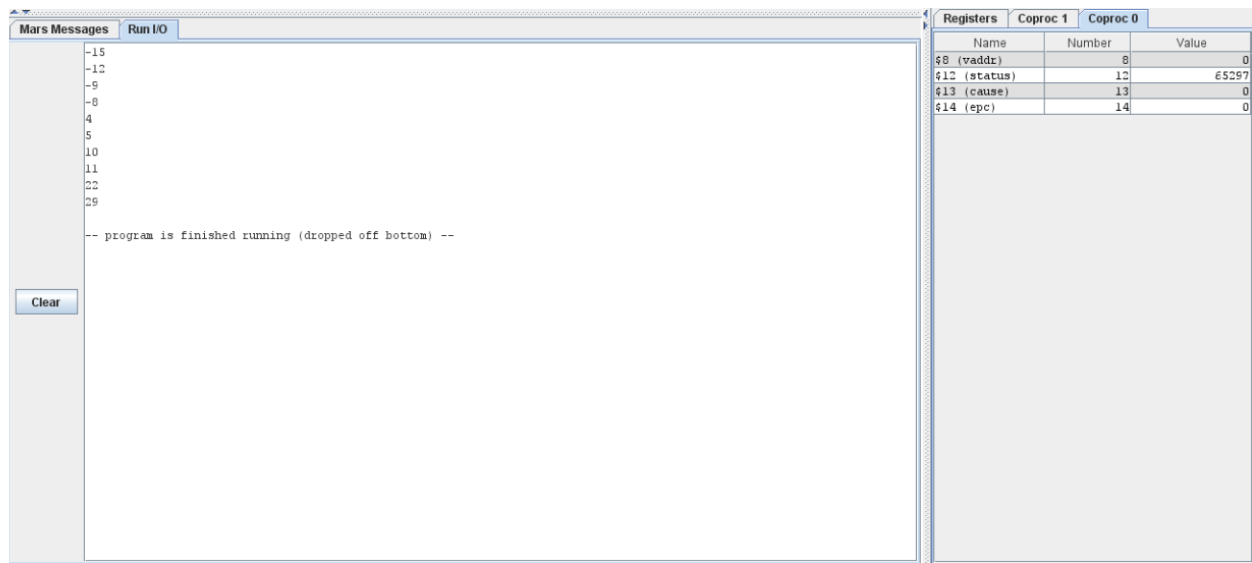 Mars Messages Run I/O
-15
-12
-9
-8
4
5
10
11
22
29
-- program is finished running (dropped off bottom) --
Clear
Registers Coproc 1 Coproc 0
Name Number Value
$8 (vaddr) 8 0
$12 (status) 12 65297
$13 (cause) 13 0
$14 (epc) 14 0